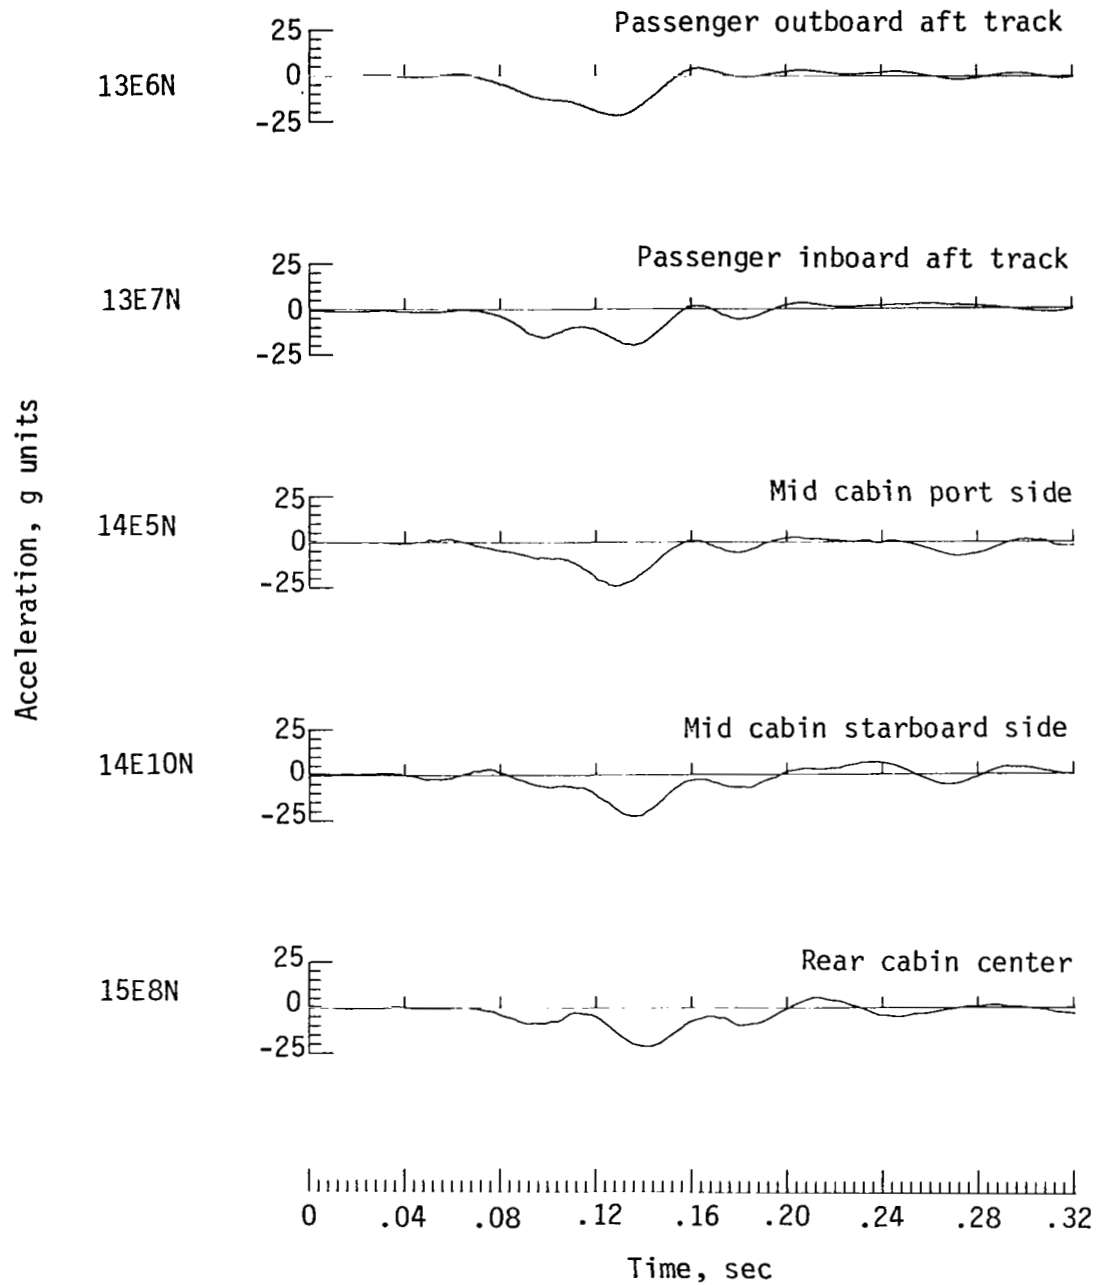 Passenger outboard aft track
13E6N
25
0
-25
Passenger inboard aft track
13E7N
25
0
-25
Mid cabin port side
14E5N
25
0
-25
Mid cabin starboard side
14E10N
25
0
-25
Rear cabin center
15E8N
25
0
-25
Acceleration, g units
0 .04 .08 .12 .16 .20 .24 .28 .32
Time, sec